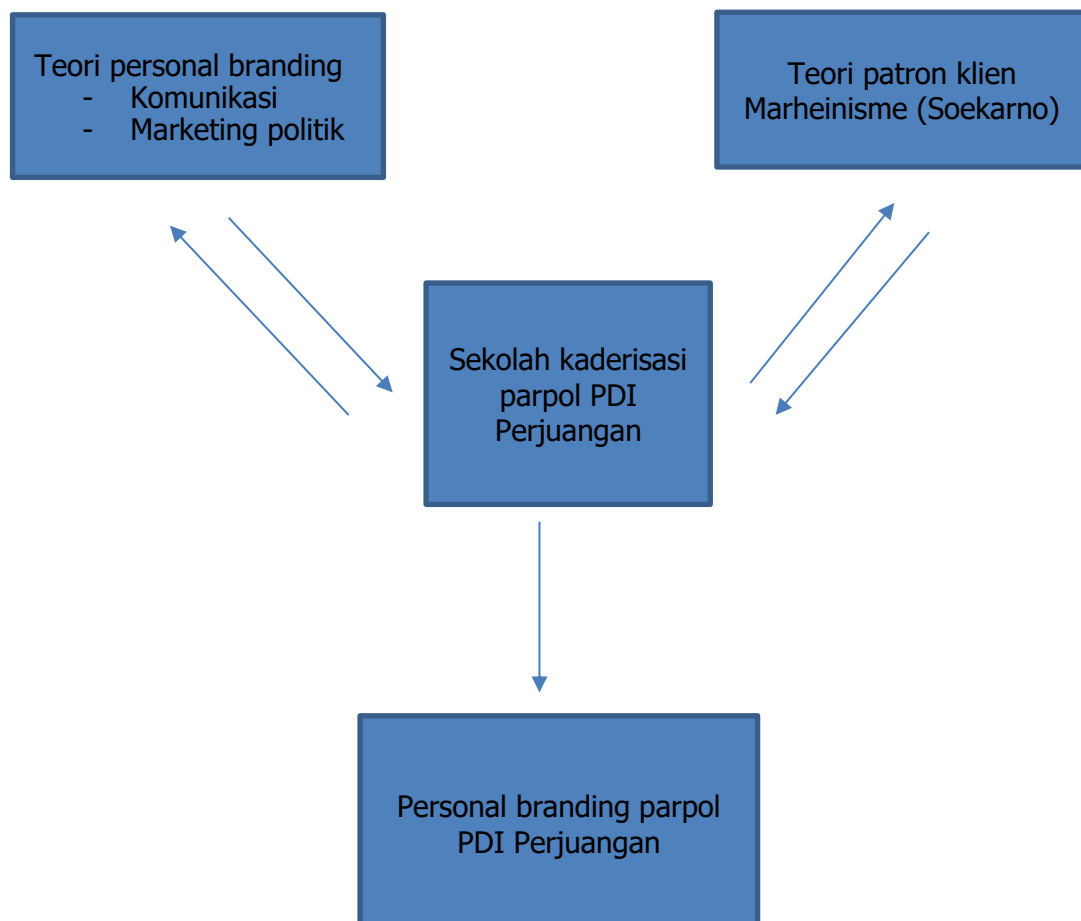 Teori personal branding
- Komunikasi
- Marketing politik
Teori patron klien
Marheinisme (Soekarno)
Sekolah kaderisasi
parpol PDI
Perjuangan
Personal branding parpol
PDI Perjuangan